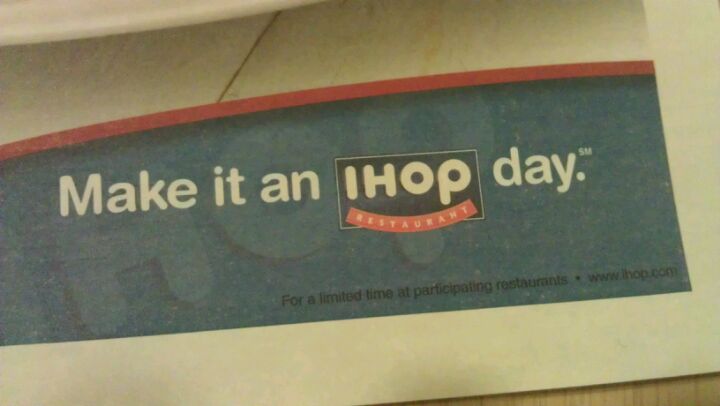 Make it an IHOP day.℠
RESTAURANT
For a limited time at participating restaurants • www.ihop.com